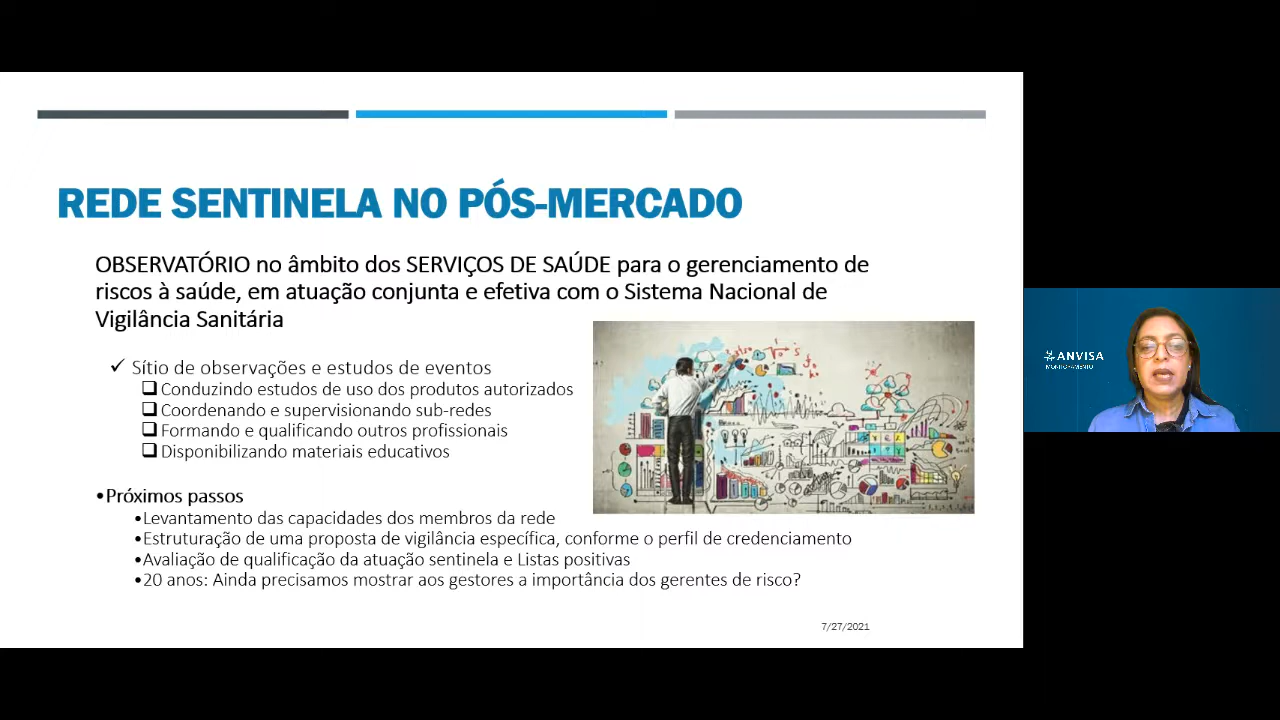 REDE SENTINELA NO PÓS-MERCADO
OBSERVATÓRIO no âmbito dos SERVIÇOS DE SAÚDE para o gerenciamento de
riscos à saúde, em atuação conjunta e efetiva com o Sistema Nacional de
Vigilância Sanitária
✓ Sítio de observações e estudos de eventos
❑ Conduzindo estudos de uso dos produtos autorizados
❑ Coordenando e supervisionando sub-redes
❑ Formando e qualificando outros profissionais
❑ Disponibilizando materiais educativos
•Próximos passos
•Levantamento das capacidades dos membros da rede
•Estruturação de uma proposta de vigilância específica, conforme o perfil de credenciamento
•Avaliação de qualificação da atuação sentinela e Listas positivas
•20 anos: Ainda precisamos mostrar aos gestores a importância dos gerentes de risco?
7/27/2021
ANVISA
MONITORAMENTO